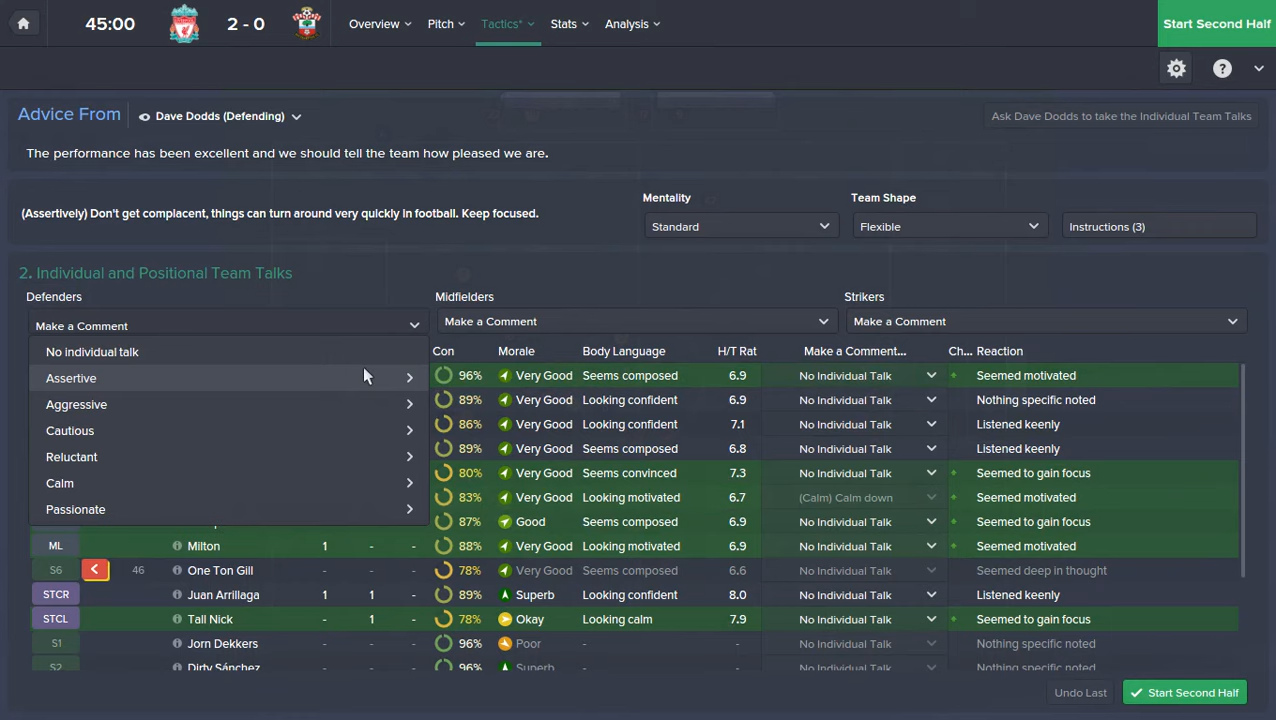 45:00 2 - 0 Overview Pitch Tactics* Stats Analysis Start Second Half
?
Advice From Dave Dodds (Defending) Ask Dave Dodds to take the Individual Team Talks
The performance has been excellent and we should tell the team how pleased we are.
Mentality Team Shape
(Assertively) Don't get complacent, things can turn around very quickly in football. Keep focused.
Standard Flexible Instructions (3)
2. Individual and Positional Team Talks
Defenders Midfielders Strikers
Make a Comment Make a Comment Make a Comment
No individual talk
Assertive
Aggressive
Cautious
Reluctant
Calm
Passionate
Con Morale Body Language H/T Rat Make a Comment... Ch... Reaction
96% Very Good Seems composed 6.9 No Individual Talk Seemed motivated
89% Very Good Looking confident 6.9 No Individual Talk Nothing specific noted
86% Very Good Looking confident 7.1 No Individual Talk Listened keenly
89% Very Good Seems composed 6.8 No Individual Talk Listened keenly
80% Very Good Seems convinced 7.3 No Individual Talk Seemed to gain focus
83% Very Good Looking motivated 6.7 (Calm) Calm down Seemed motivated
87% Good Seems composed 6.9 No Individual Talk Seemed to gain focus
ML Milton 1 - - 88% Very Good Looking motivated 6.9 No Individual Talk Seemed motivated
S6 46 One Ton Gill - - - 78% Very Good Seems composed 6.6 No Individual Talk Seemed deep in thought
STCR Juan Arrillaga 1 1 - 89% Superb Looking confident 8.0 No Individual Talk Listened keenly
STCL Tall Nick - 1 - 78% Okay Looking calm 7.9 No Individual Talk Seemed to gain focus
S1 Jorn Dekkers - - - 96% Poor - - No Individual Talk Nothing specific noted
S2 Dirty Sánchez - - - 96% Superb - - No Individual Talk Nothing specific noted
Undo Last Start Second Half